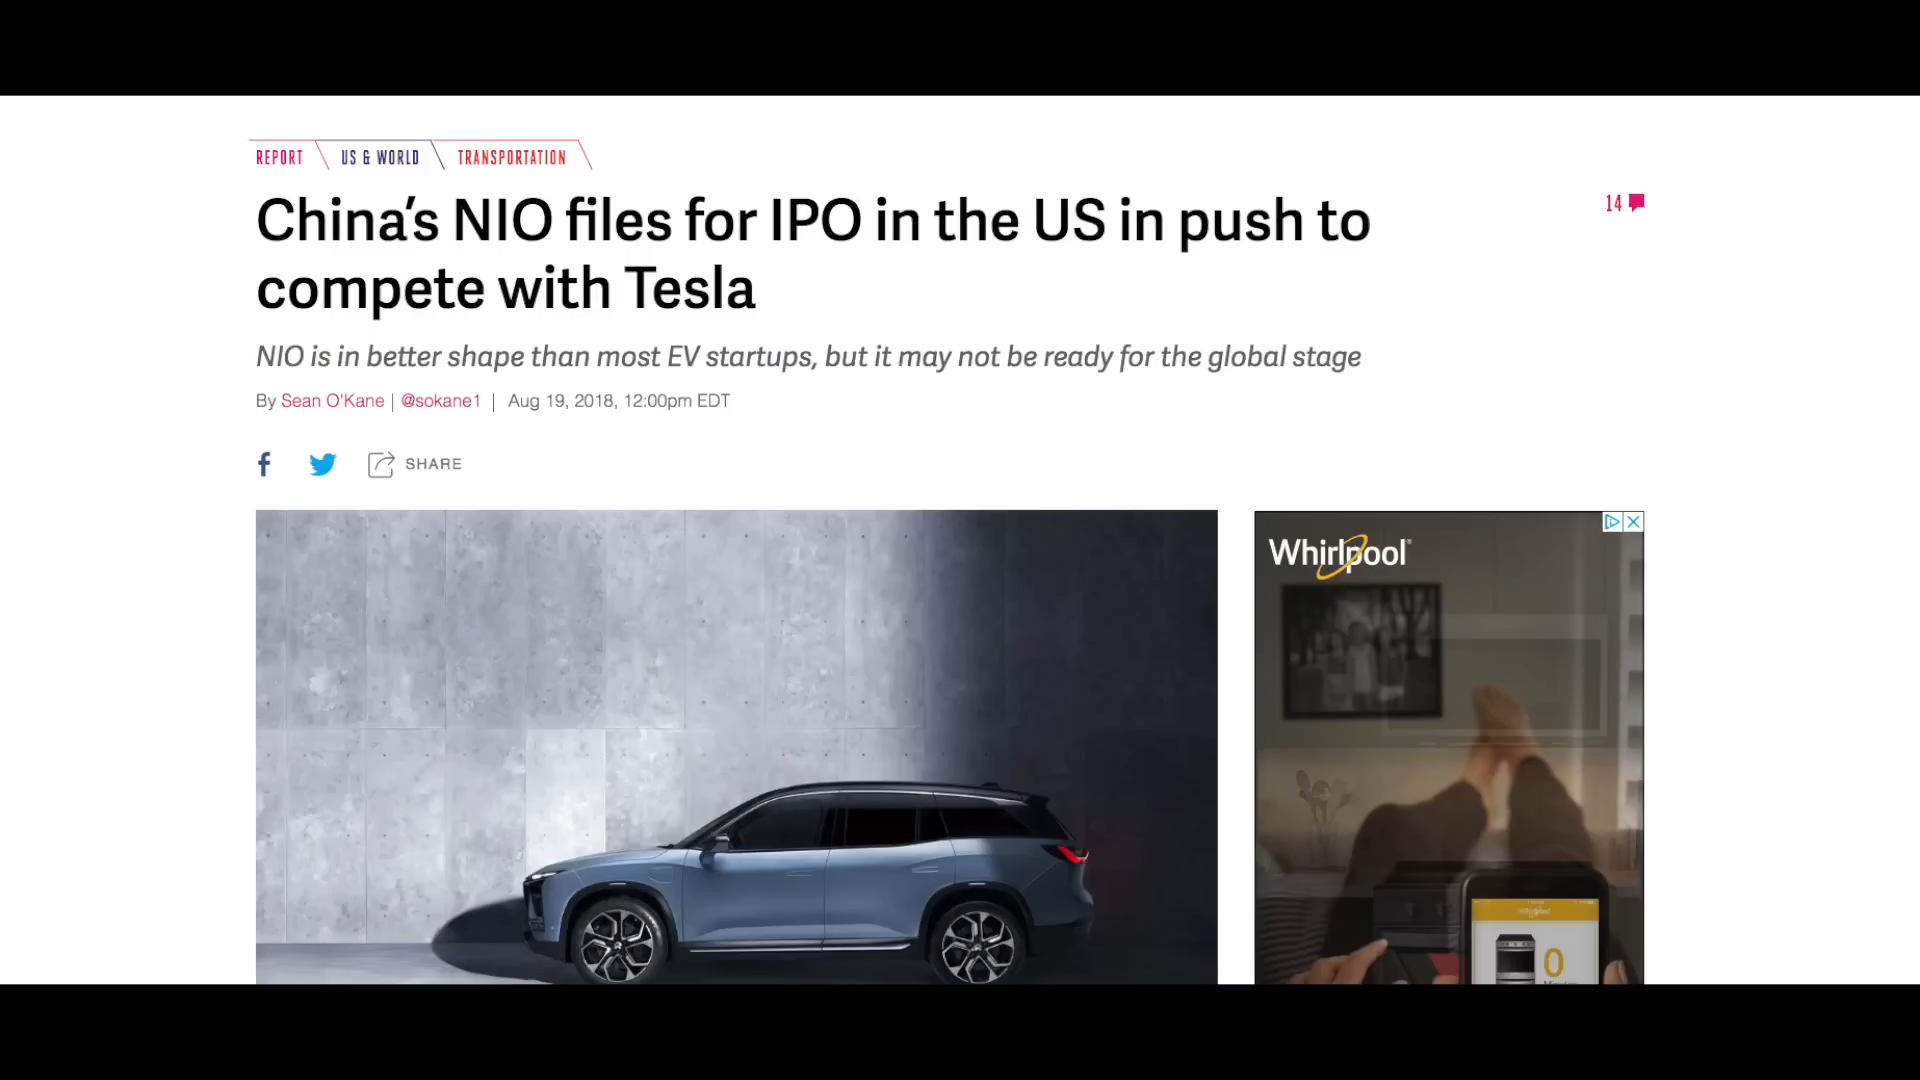 REPORT US & WORLD TRANSPORTATION
China's NIO files for IPO in the US in push to
compete with Tesla
14
NIO is in better shape than most EV startups, but it may not be ready for the global stage
By Sean O'Kane | @sokane1 | Aug 19, 2018, 12:00pm EDT
f SHARE
Whirlpool
0